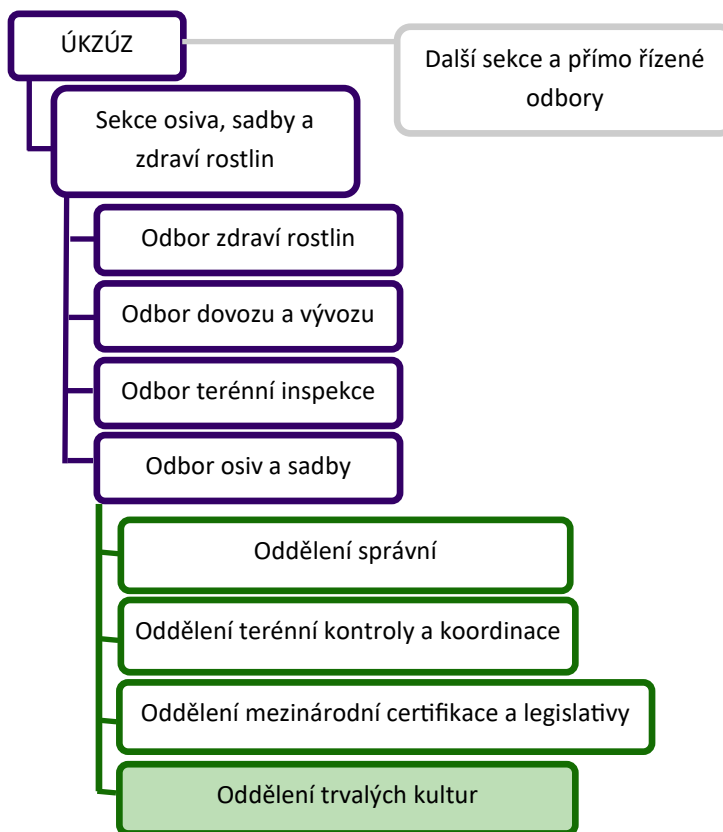 ÚKZÚZ
Další sekce a přímo řízené
odbory
Sekce osiva, sadby a
zdraví rostlin
Odbor zdraví rostlin
Odbor dovozu a vývozu
Odbor terénní inspekce
Odbor osiv a sadby
Oddělení správní
Oddělení terénní kontroly a koordinace
Oddělení mezinárodní certifikace a legislativy
Oddělení trvalých kultur